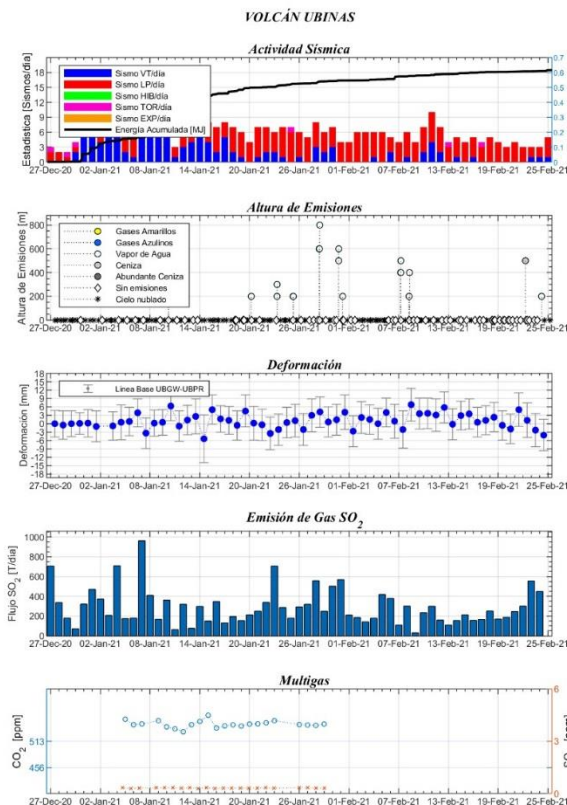 VOLCÁN UBINAS
Actividad Sísmica
Estadística [Sismos/día]
18
15
12
9
6
3
0
Sismo VT/día
Sismo LP/día
Sismo HIB/día
Sismo TOR/día
Sismo EXP/día
Energía Acumulada [MJ]
0.7
0.6
0.5
0.4
0.3
0.2
0.1
0
27-Dec-20 02-Jan-21 08-Jan-21 14-Jan-21 20-Jan-21 26-Jan-21 01-Feb-21 07-Feb-21 13-Feb-21 19-Feb-21 25-Feb-21
Altura de Emisiones
Altura de Emisiones [m]
800
600
400
200
0
Gases Amarillos
Gases Azulinos
Vapor de Agua
Ceniza
Abundante Ceniza
Sin emisiones
Cielo nublado
27-Dec-20 02-Jan-21 08-Jan-21 14-Jan-21 20-Jan-21 26-Jan-21 01-Feb-21 07-Feb-21 13-Feb-21 19-Feb-21 25-Feb-21
Deformación
Deformación [mm]
18
15
12
9
6
3
0
-3
-6
-9
-12
-15
-18
Linea Base UBGW-UBPR
27-Dec-20 02-Jan-21 08-Jan-21 14-Jan-21 20-Jan-21 26-Jan-21 01-Feb-21 07-Feb-21 13-Feb-21 19-Feb-21 25-Feb-21
Emisión de Gas SO2
Flujo SO2 [T/día]
1000
800
600
400
200
0
27-Dec-20 02-Jan-21 08-Jan-21 14-Jan-21 20-Jan-21 26-Jan-21 01-Feb-21 07-Feb-21 13-Feb-21 19-Feb-21 25-Feb-21
Multigas
CO2 [ppm]
513
456
6
3
0
27-Dec-20 02-Jan-21 08-Jan-21 14-Jan-21 20-Jan-21 26-Jan-21 01-Feb-21 07-Feb-21 13-Feb-21 19-Feb-21 25-Feb-21